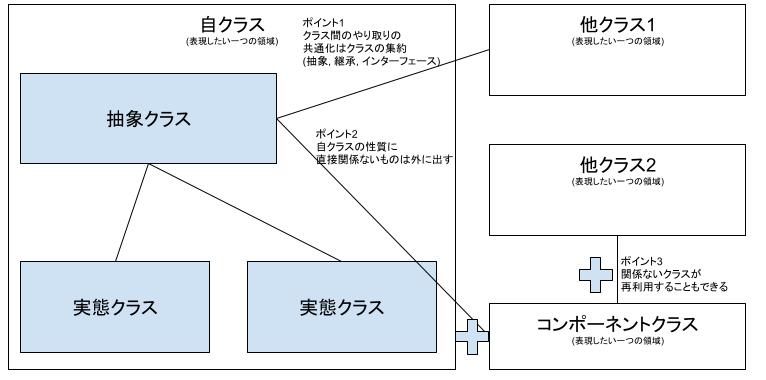 自クラス
(表現したい一つの領域)
ポイント1
クラス間のやり取りの
共通化はクラスの集約
(抽象, 継承, インターフェース)
抽象クラス
ポイント2
自クラスの性質に
直接関係ないものは外に出す
実態クラス
実態クラス
他クラス1
(表現したい一つの領域)
他クラス2
(表現したい一つの領域)
ポイント3
関係ないクラスが
再利用することもできる
コンポーネントクラス
(表現したい一つの領域)